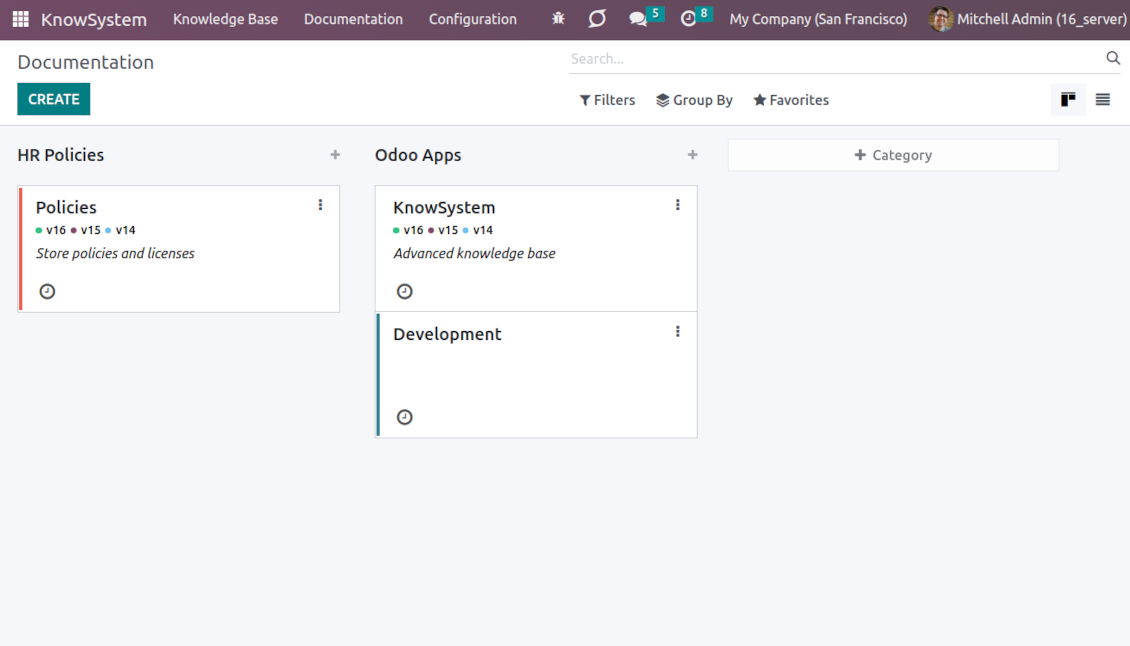 KnowSystem Knowledge Base Documentation Configuration 5 8 My Company (San Francisco) Mitchell Admin (16_server)
Documentation
Search...
CREATE
Filters Group By Favorites
HR Policies +
Odoo Apps +
+ Category
Policies
v16 v15 v14
Store policies and licenses
KnowSystem
v16 v15 v14
Advanced knowledge base
Development